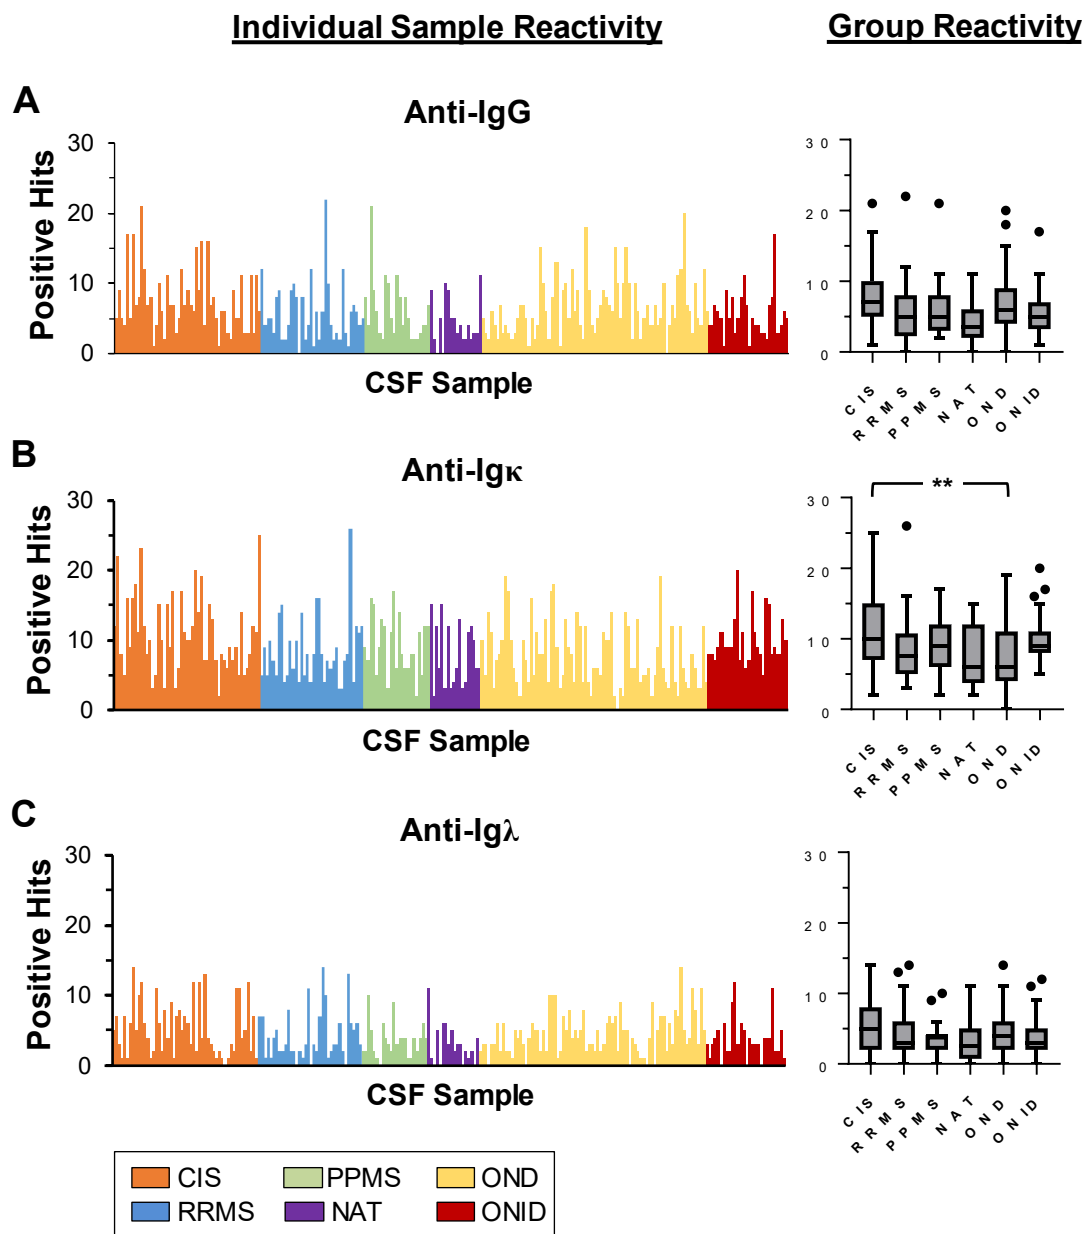 Individual Sample Reactivity
Group Reactivity
A
Anti-IgG
Positive Hits
30
20
10
0
CSF Sample
30
20
10
0
CIS
RRMS
PPMS
NAT
OND
ONID
B
Anti-Igκ
Positive Hits
30
20
10
0
CSF Sample
**
30
20
10
0
CIS
RRMS
PPMS
NAT
OND
ONID
C
Anti-Igλ
Positive Hits
30
20
10
0
CSF Sample
30
20
10
0
CIS
RRMS
PPMS
NAT
OND
ONID
CIS PPMS OND
RRMS NAT ONID